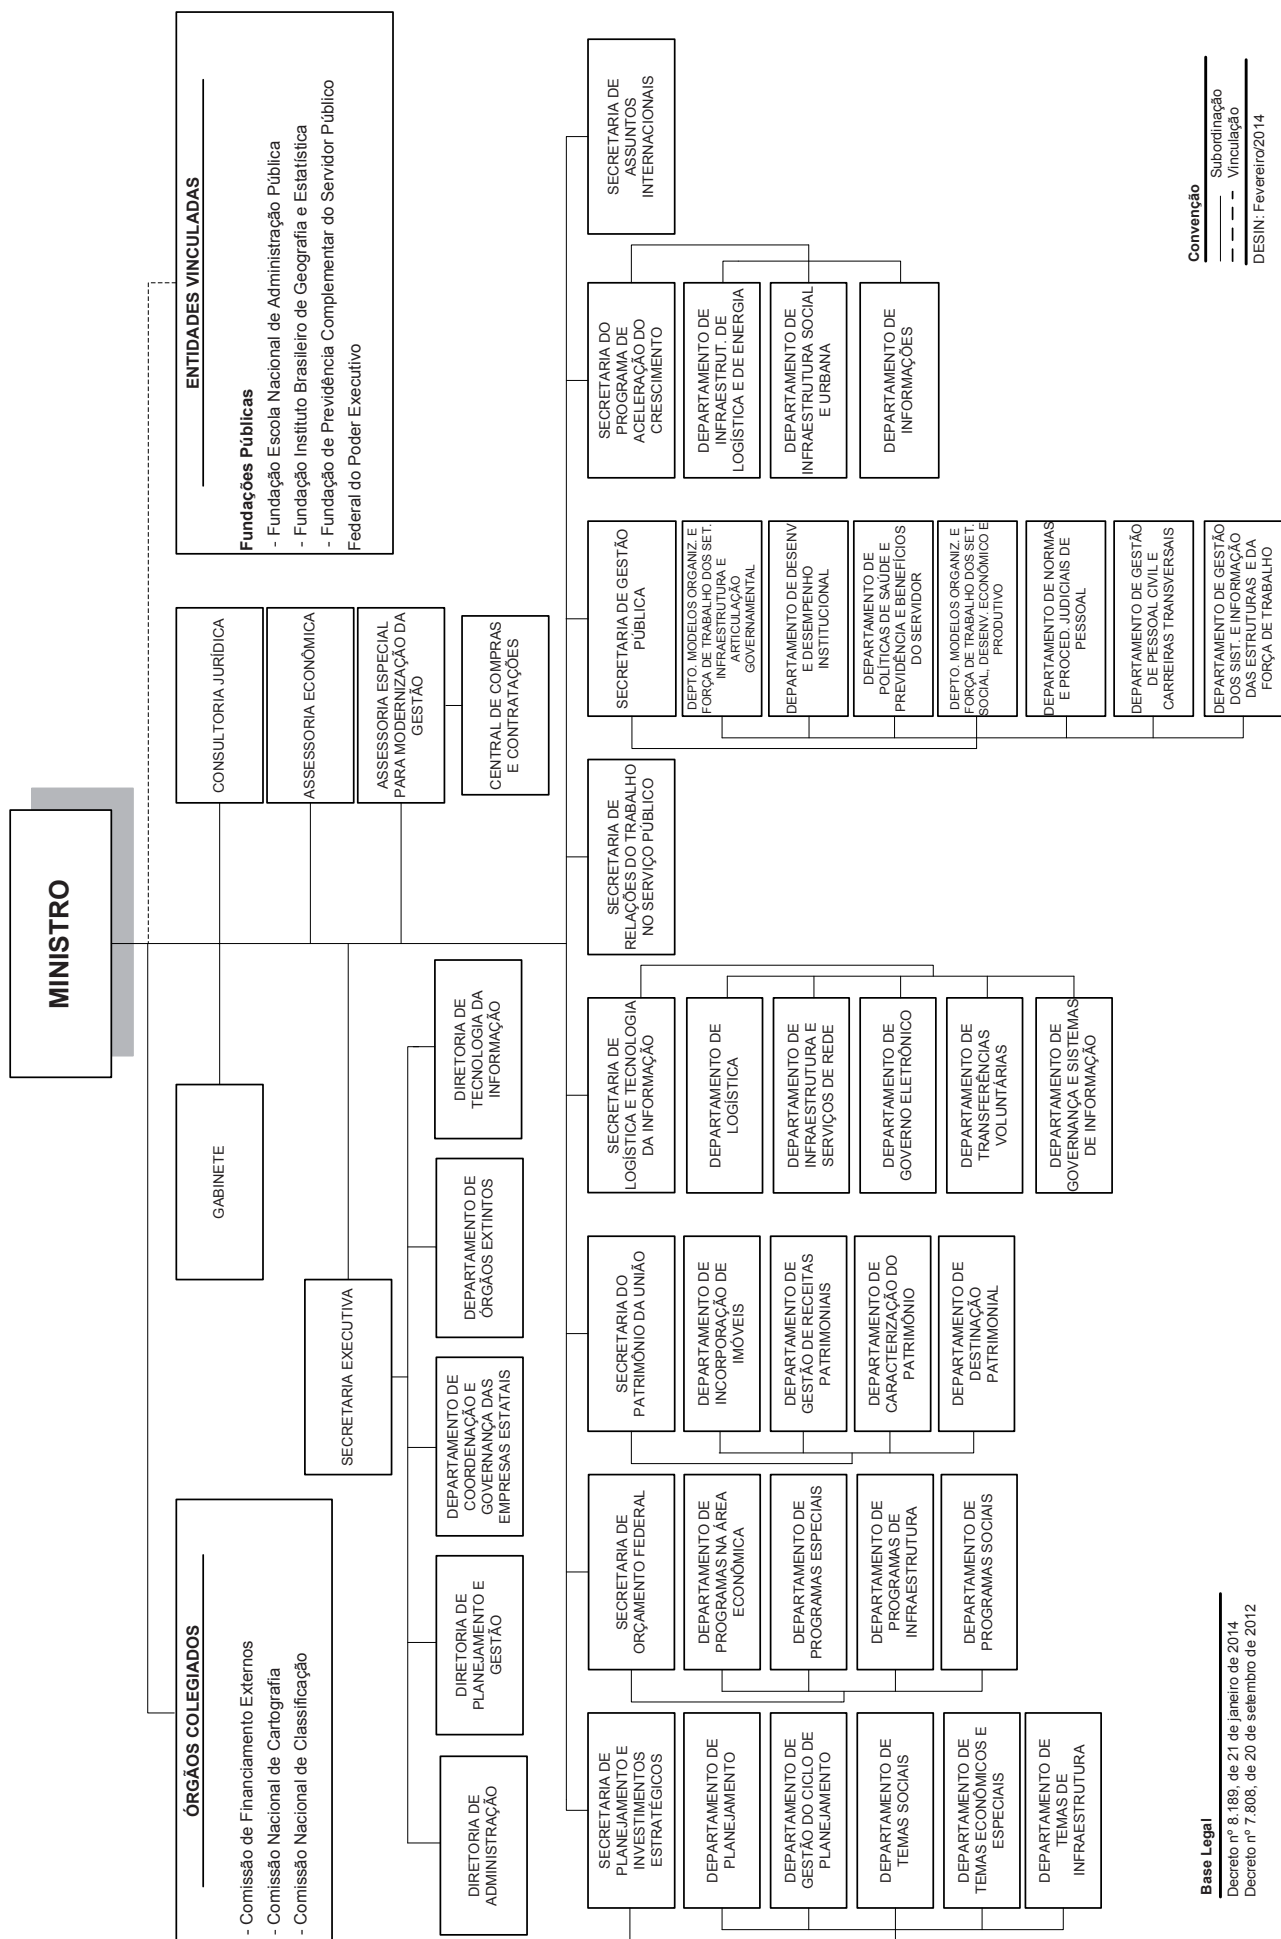 MINISTRO
ÓRGÃOS COLEGIADOS
- Comissão de Financiamento Externos
- Comissão Nacional de Cartografia
- Comissão Nacional de Classificação
GABINETE
CONSULTORIA JURÍDICA
ASSESSORIA ECONÔMICA
ASSESSORIA ESPECIAL
PARA MODERNIZAÇÃO DA
GESTÃO
CENTRAL DE COMPRAS
E CONTRATAÇÕES
ENTIDADES VINCULADAS
Fundações Públicas
- Fundação Escola Nacional de Administração Pública
- Fundação Instituto Brasileiro de Geografia e Estatística
- Fundação de Previdência Complementar do Servidor Público
Federal do Poder Executivo
SECRETARIA EXECUTIVA
DIRETORIA DE
ADMINISTRAÇÃO
DIRETORIA DE
PLANEJAMENTO E
GESTÃO
DEPARTAMENTO DE
COORDENAÇÃO E
GOVERNANÇA DAS
EMPRESAS ESTATAIS
DEPARTAMENTO DE
ÓRGÃOS EXTINTOS
DIRETORIA DE
TECNOLOGIA DA
INFORMAÇÃO
SECRETARIA DE
PLANEJAMENTO E
INVESTIMENTOS
ESTRATÉGICOS
DEPARTAMENTO DE
PLANEJAMENTO
DEPARTAMENTO DE
GESTÃO DO CICLO DE
PLANEJAMENTO
DEPARTAMENTO DE
TEMAS SOCIAIS
DEPARTAMENTO DE
TEMAS ECONÔMICOS E
ESPECIAIS
DEPARTAMENTO DE
TEMAS DE
INFRAESTRUTURA
SECRETARIA DE
ORÇAMENTO FEDERAL
DEPARTAMENTO DE
PROGRAMAS NA ÁREA
ECONÔMICA
DEPARTAMENTO DE
PROGRAMAS ESPECIAIS
DEPARTAMENTO DE
PROGRAMAS DE
INFRAESTRUTURA
DEPARTAMENTO DE
PROGRAMAS SOCIAIS
SECRETARIA DO
PATRIMÔNIO DA UNIÃO
DEPARTAMENTO DE
INCORPORAÇÃO DE
IMÓVEIS
DEPARTAMENTO DE
GESTÃO DE RECEITAS
PATRIMONIAIS
DEPARTAMENTO DE
CARACTERIZAÇÃO DO
PATRIMÔNIO
DEPARTAMENTO DE
DESTINAÇÃO
PATRIMONIAL
SECRETARIA DE
LOGÍSTICA E TECNOLOGIA
DA INFORMAÇÃO
DEPARTAMENTO DE
LOGÍSTICA
DEPARTAMENTO DE
INFRAESTRUTURA E
SERVIÇOS DE REDE
DEPARTAMENTO DE
GOVERNO ELETRÔNICO
DEPARTAMENTO DE
TRANSFERÊNCIAS
VOLUNTÁRIAS
DEPARTAMENTO DE
GOVERNANÇA E SISTEMAS
DE INFORMAÇÃO
SECRETARIA DE
RELAÇÕES DO TRABALHO
NO SERVIÇO PÚBLICO
SECRETARIA DE GESTÃO
PÚBLICA
DEPTO. MODELOS ORGANIZ. E
FORÇA DE TRABALHO DOS SET.
INFRAESTRUTURA E
ARTICULAÇÃO
GOVERNAMENTAL
DEPARTAMENTO DE DESENV
E DESEMPENHO
INSTITUCIONAL
DEPARTAMENTO DE
POLÍTICAS DE SAÚDE E
PREVIDÊNCIA E BENEFÍCIOS
DO SERVIDOR
DEPTO. MODELOS ORGANIZ. E
FORÇA DE TRABALHO DOS SET.
SOCIAL, DESENV. ECONÔMICO E
PRODUTIVO
DEPARTAMENTO DE NORMAS
E PROCED. JUDICIAIS DE
PESSOAL
DEPARTAMENTO DE GESTÃO
DE PESSOAL CIVIL E
CARREIRAS TRANSVERSAIS
DEPARTAMENTO DE GESTÃO
DOS SIST. E INFORMAÇÃO
DAS ESTRUTURAS E DA
FORÇA DE TRABALHO
SECRETARIA DO
PROGRAMA DE
ACELERAÇÃO DO
CRESCIMENTO
DEPARTAMENTO DE
INFRAESTRUT. DE
LOGÍSTICA E DE ENERGIA
DEPARTAMENTO DE
INFRAESTRUTURA SOCIAL
E URBANA
DEPARTAMENTO DE
INFORMAÇÕES
SECRETARIA DE
ASSUNTOS
INTERNACIONAIS
Base Legal
Decreto nº 8.189, de 21 de janeiro de 2014
Decreto nº 7.808, de 20 de setembro de 2012
Convenção
Subordinação
Vinculação
DESIN: Fevereiro/2014